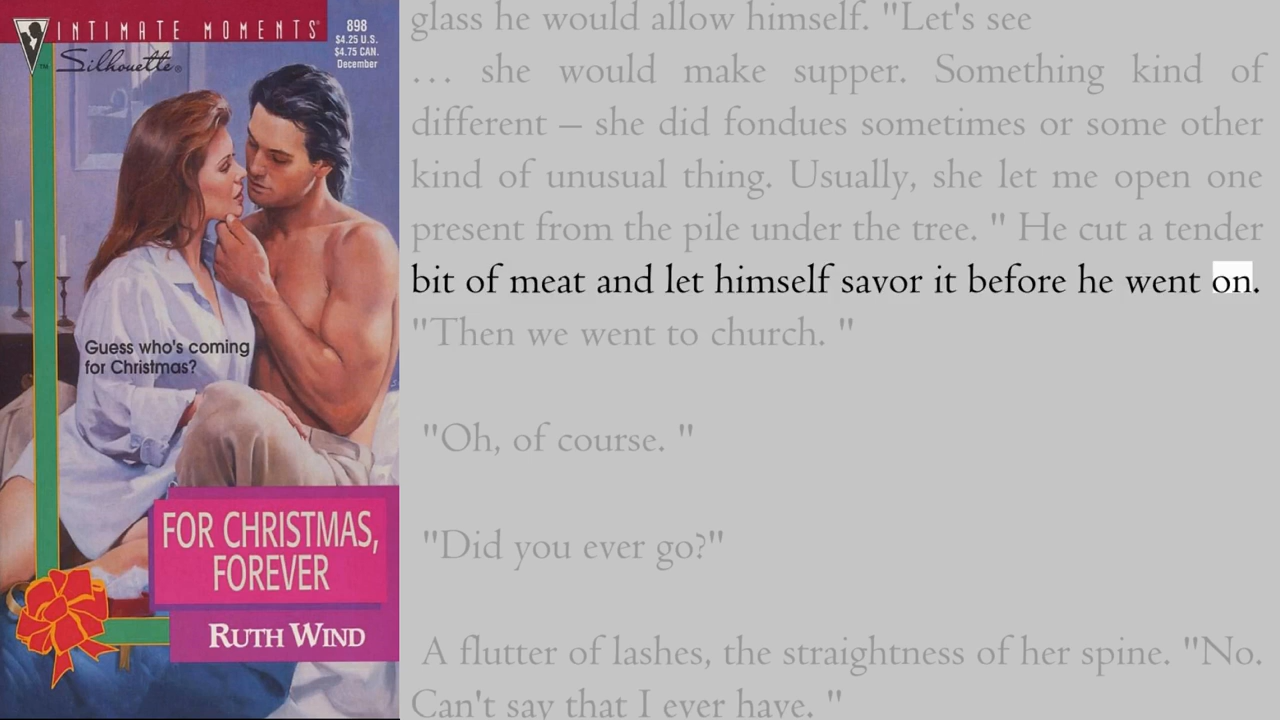 INTIMATE MOMENTS®
898
$4.25 U.S.
$4.75 CAN.
December
™
Silhouette®
Guess who's coming
for Christmas?
FOR CHRISTMAS,
FOREVER
RUTH WIND
glass he would allow himself. "Let's see
… she would make supper. Something kind of
different – she did fondues sometimes or some other
kind of unusual thing. Usually, she let me open one
present from the pile under the tree. " He cut a tender
bit of meat and let himself savor it before he went on.
"Then we went to church. "
"Oh, of course. "
"Did you ever go?"
A flutter of lashes, the straightness of her spine. "No.
Can't say that I ever have. "